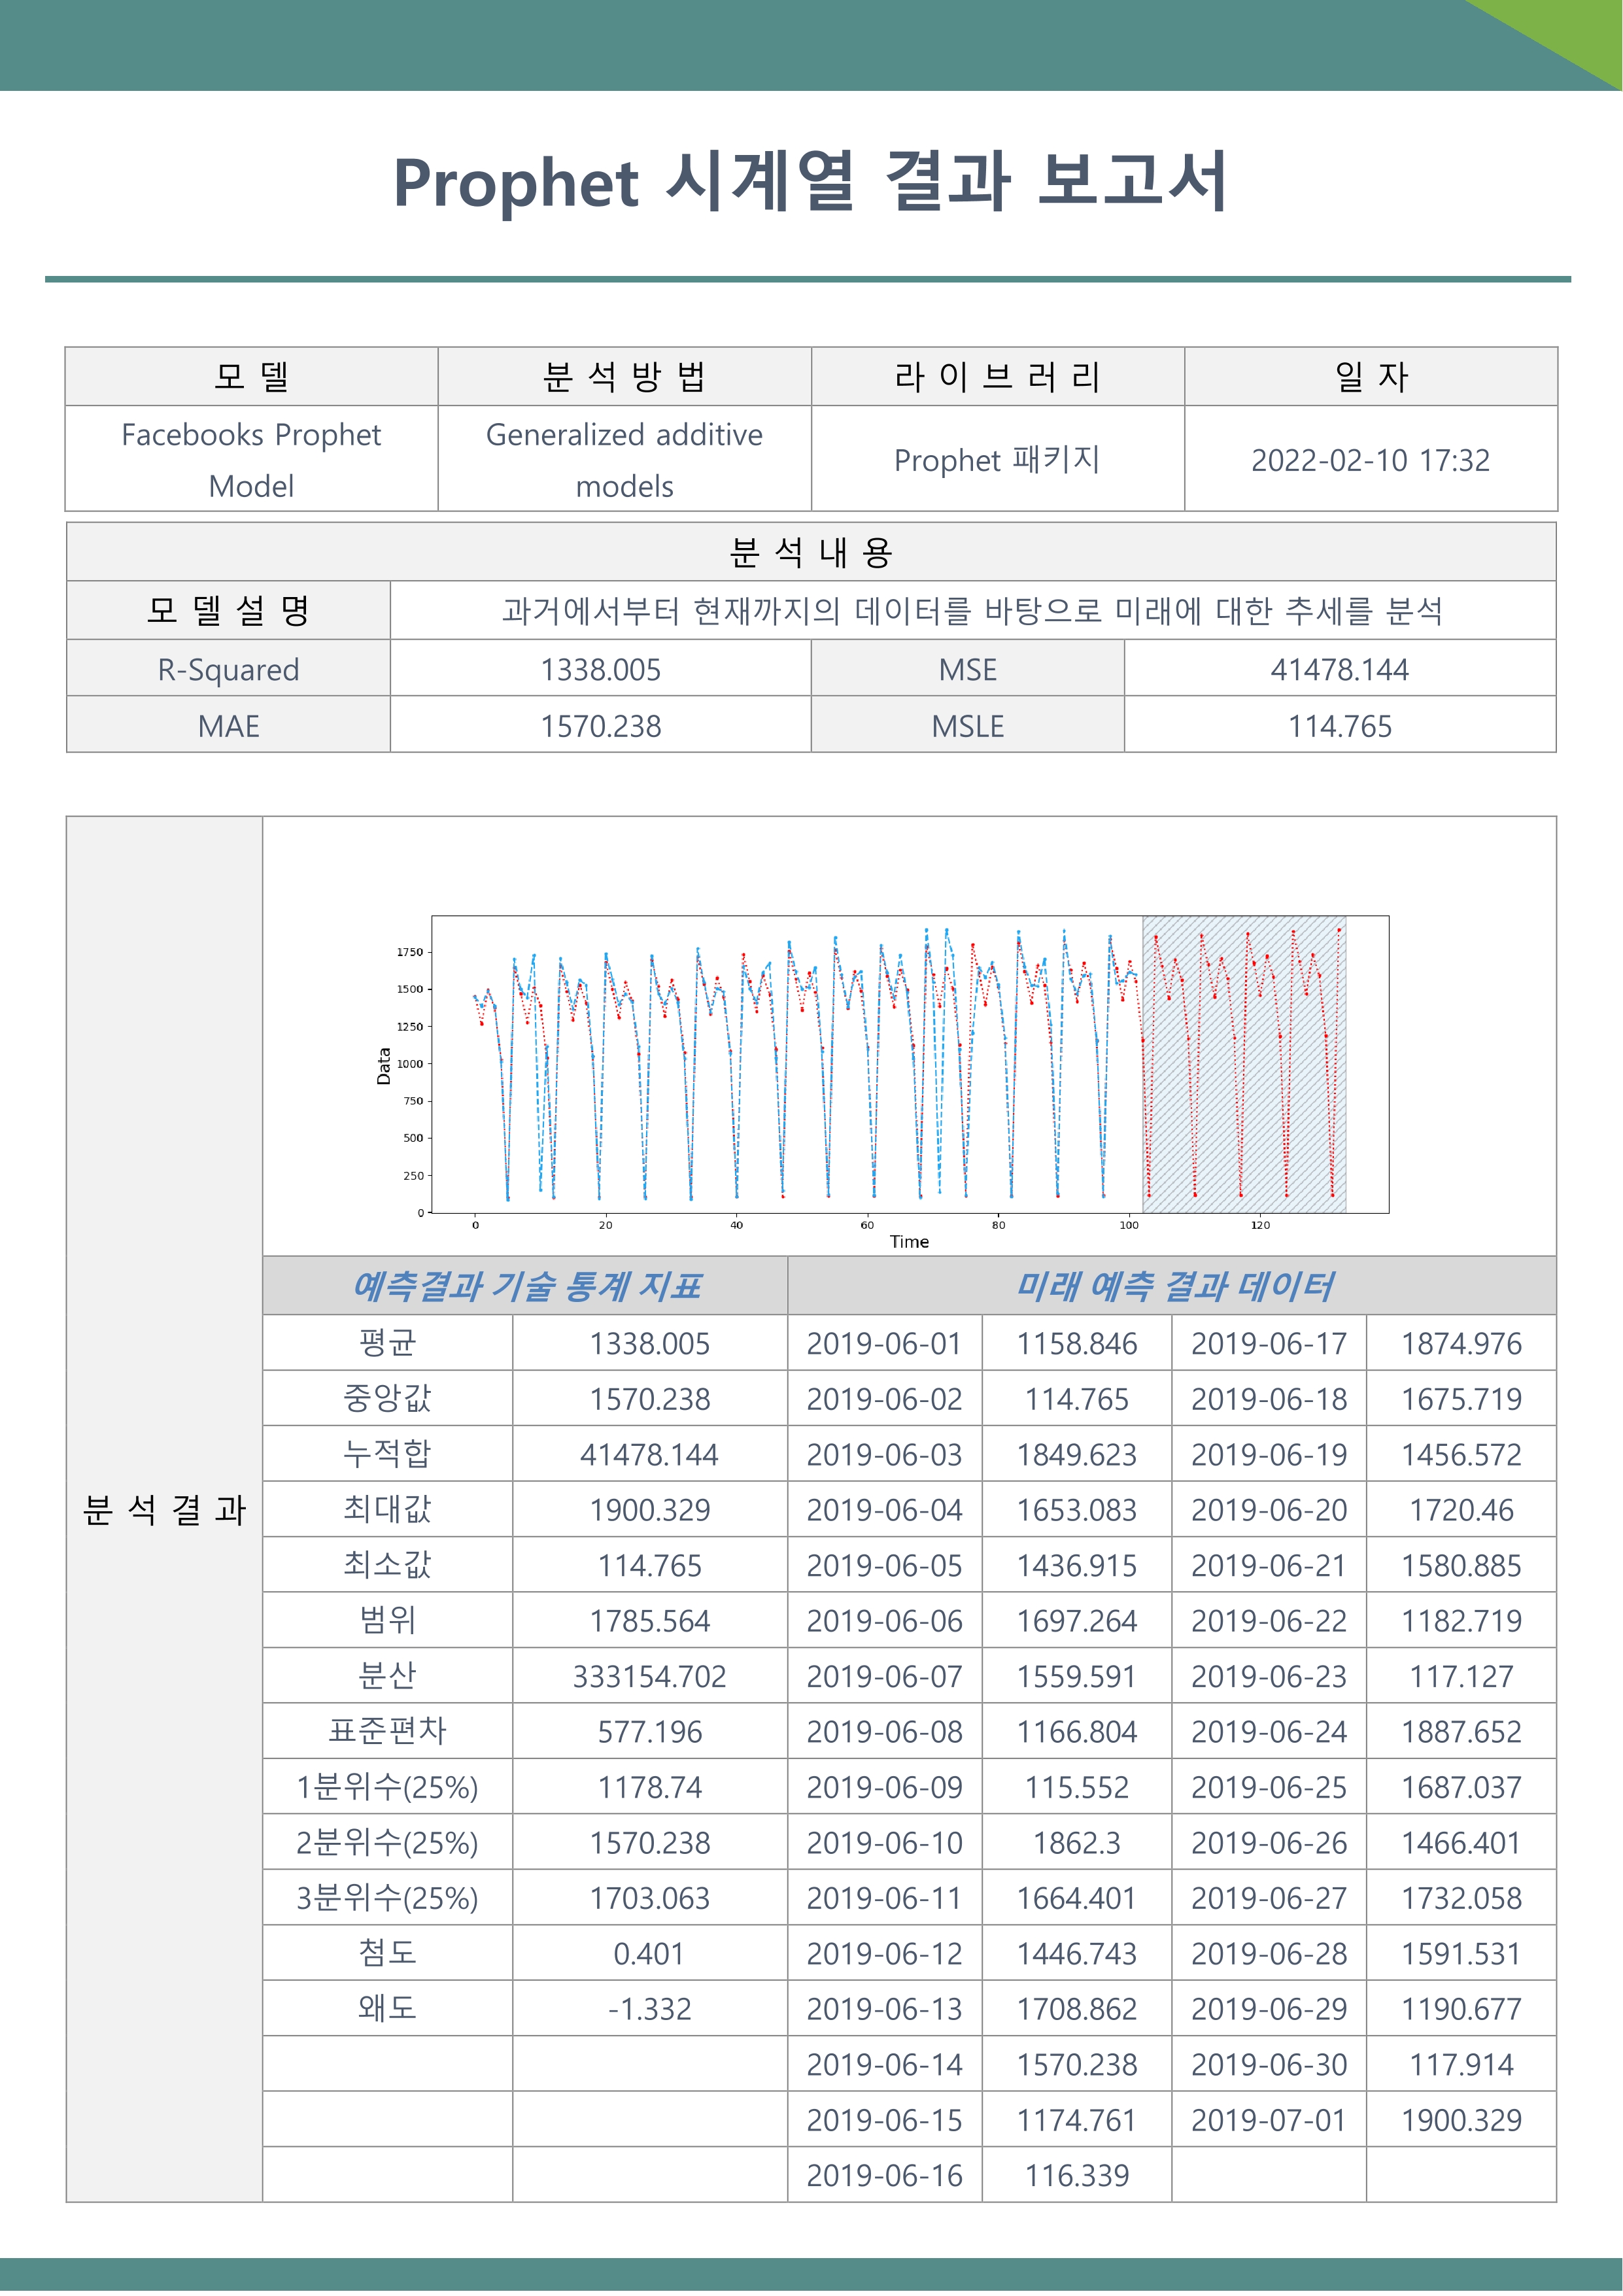 Prophet 시계열 결과 보고서
모델 분석방법 라이브러리 일자
Facebooks Prophet Model Generalized additive models Prophet 패키지 2022-02-10 17:32
분석내용
모델설명 과거에서부터 현재까지의 데이터를 바탕으로 미래에 대한 추세를 분석
R-Squared 1338.005 MSE 41478.144
MAE 1570.238 MSLE 114.765
분석결과
Data
1750
1500
1250
1000
750
500
250
0
0 20 40 60 80 100 120
Time
예측결과 기술 통계 지표 미래 예측 결과 데이터
평균 1338.005 2019-06-01 1158.846 2019-06-17 1874.976
중앙값 1570.238 2019-06-02 114.765 2019-06-18 1675.719
누적합 41478.144 2019-06-03 1849.623 2019-06-19 1456.572
최대값 1900.329 2019-06-04 1653.083 2019-06-20 1720.46
최소값 114.765 2019-06-05 1436.915 2019-06-21 1580.885
범위 1785.564 2019-06-06 1697.264 2019-06-22 1182.719
분산 333154.702 2019-06-07 1559.591 2019-06-23 117.127
표준편차 577.196 2019-06-08 1166.804 2019-06-24 1887.652
1분위수(25%) 1178.74 2019-06-09 115.552 2019-06-25 1687.037
2분위수(25%) 1570.238 2019-06-10 1862.3 2019-06-26 1466.401
3분위수(25%) 1703.063 2019-06-11 1664.401 2019-06-27 1732.058
첨도 0.401 2019-06-12 1446.743 2019-06-28 1591.531
왜도 -1.332 2019-06-13 1708.862 2019-06-29 1190.677
2019-06-14 1570.238 2019-06-30 117.914
2019-06-15 1174.761 2019-07-01 1900.329
2019-06-16 116.339